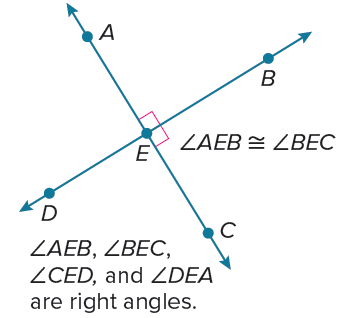 A
B
E
∠AEB ≅ ∠BEC
D
C
∠AEB, ∠BEC,
∠CED, and ∠DEA
are right angles.